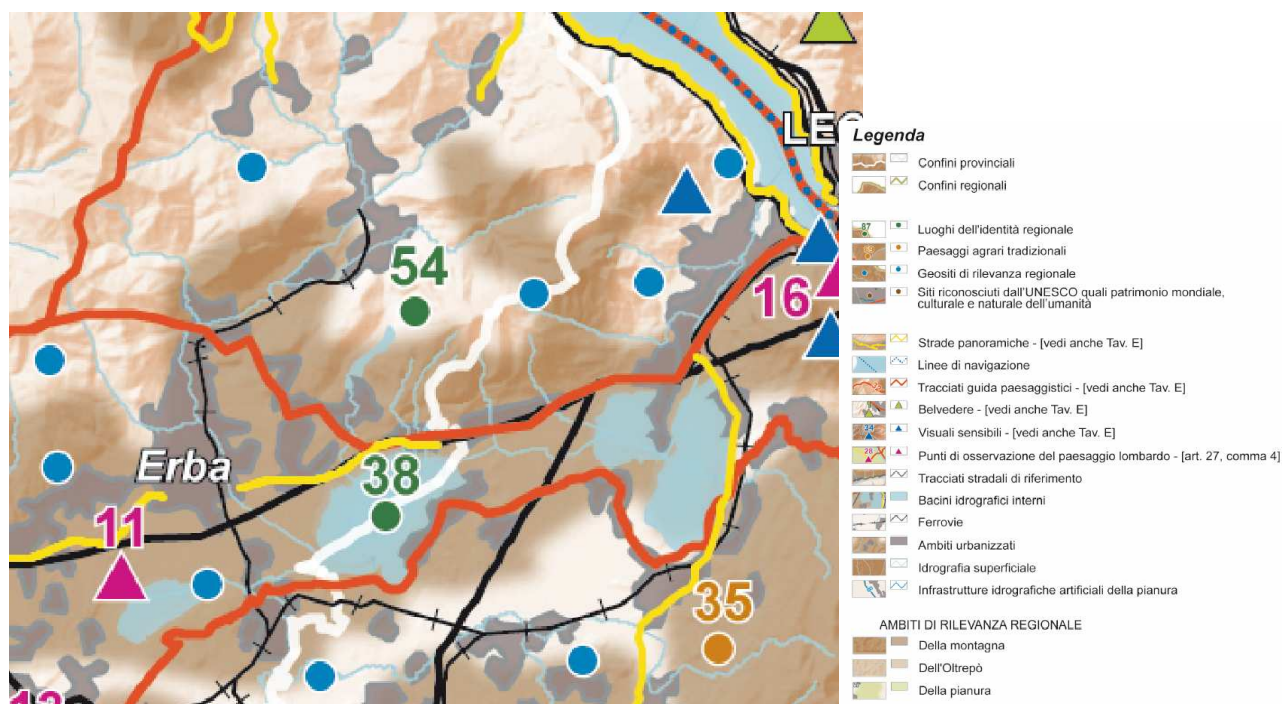 LEC
54
16
Erba
38
11
35
13
Legenda
Confini provinciali
Confini regionali
Luoghi dell'identità regionale
Paesaggi agrari tradizionali
Geositi di rilevanza regionale
Siti riconosciuti dall'UNESCO quali patrimonio mondiale,
culturale e naturale dell'umanità
Strade panoramiche - [vedi anche Tav. E]
Linee di navigazione
Tracciati guida paesaggistici - [vedi anche Tav. E]
Belvedere - [vedi anche Tav. E]
Visuali sensibili - [vedi anche Tav. E]
Punti di osservazione del paesaggio lombardo - [art. 27, comma 4]
Tracciati stradali di riferimento
Bacini idrografici interni
Ferrovie
Ambiti urbanizzati
Idrografia superficiale
Infrastrutture idrografiche artificiali della pianura
AMBITI DI RILEVANZA REGIONALE
Della montagna
Dell'Oltrepò
Della pianura